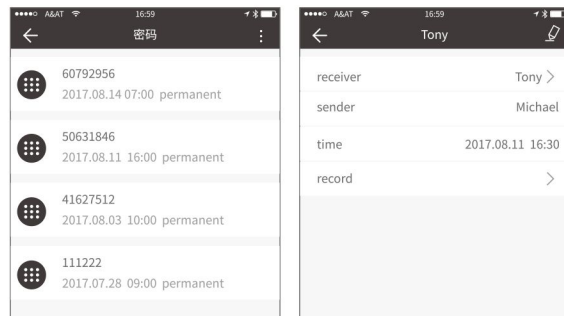 A&AT 16:59
密码
60792956
2017.08.14 07:00 permanent
50631846
2017.08.11 16:00 permanent
41627512
2017.08.03 10:00 permanent
111222
2017.07.28 09:00 permanent
A&AT 16:59
Tony
receiver Tony >
sender Michael
time 2017.08.11 16:30
record >